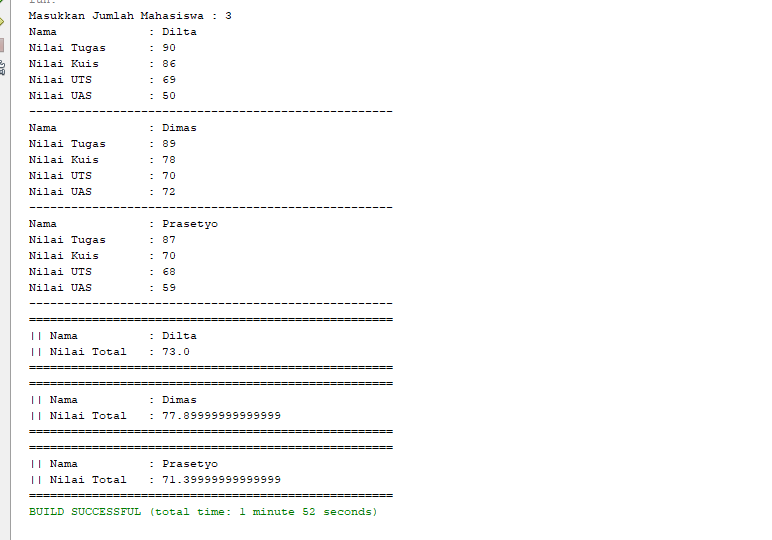 run:
Masukkan Jumlah Mahasiswa : 3
Nama : Dilta
Nilai Tugas : 90
Nilai Kuis : 86
Nilai UTS : 69
Nilai UAS : 50
----------------------------------------------------
Nama : Dimas
Nilai Tugas : 89
Nilai Kuis : 78
Nilai UTS : 70
Nilai UAS : 72
----------------------------------------------------
Nama : Prasetyo
Nilai Tugas : 87
Nilai Kuis : 70
Nilai UTS : 68
Nilai UAS : 59
----------------------------------------------------
====================================================
|| Nama : Dilta
|| Nilai Total : 73.0
====================================================
====================================================
|| Nama : Dimas
|| Nilai Total : 77.89999999999999
====================================================
====================================================
|| Nama : Prasetyo
|| Nilai Total : 71.39999999999999
====================================================
BUILD SUCCESSFUL (total time: 1 minute 52 seconds)